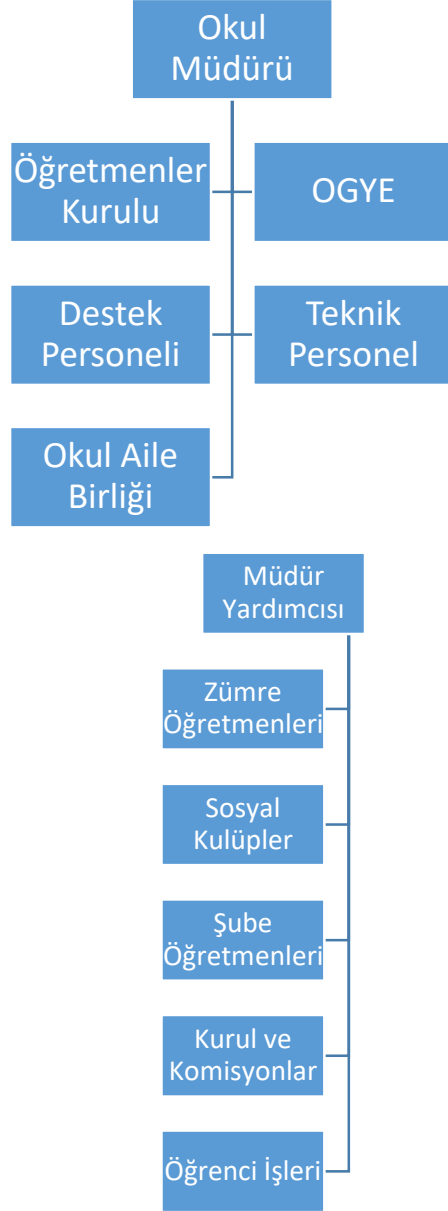 Okul
Müdürü
Öğretmenler
Kurulu
OGYE
Destek
Personeli
Teknik
Personel
Okul Aile
Birliği
Müdür
Yardımcısı
Zümre
Öğretmenleri
Sosyal
Kulüpler
Şube
Öğretmenleri
Kurul ve
Komisyonlar
Öğrenci İşleri